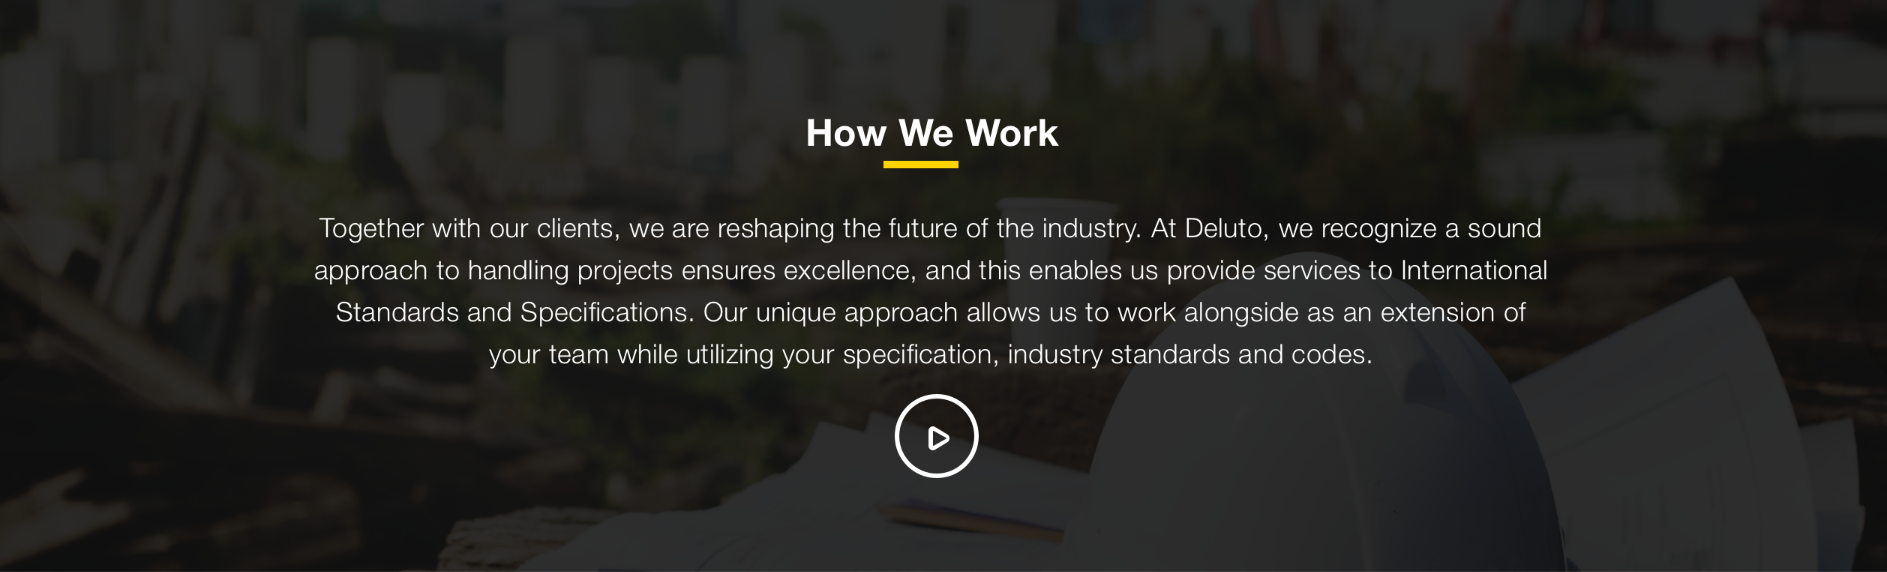 How We Work
Together with our clients, we are reshaping the future of the industry. At Deluto, we recognize a sound
approach to handling projects ensures excellence, and this enables us provide services to International
Standards and Specifications. Our unique approach allows us to work alongside as an extension of
your team while utilizing your specification, industry standards and codes.